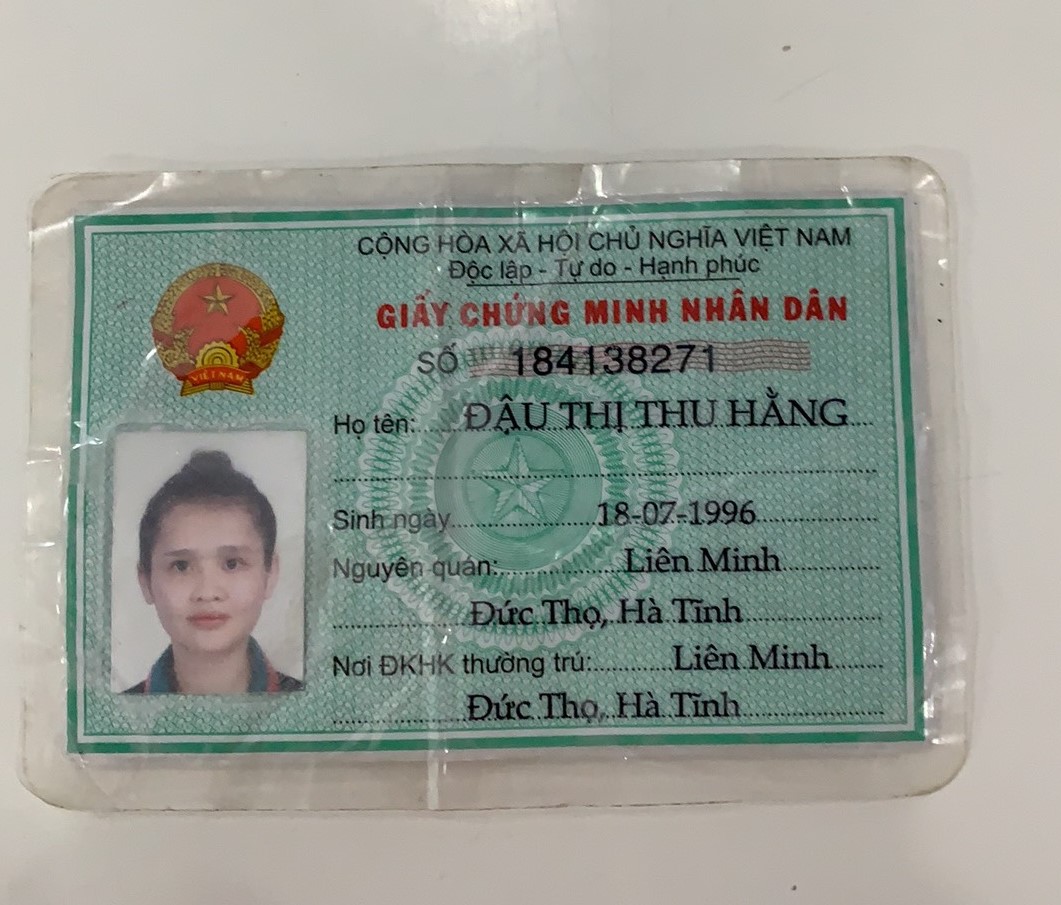 CỘNG HÒA XÃ HỘI CHỦ NGHĨA VIỆT NAM
Độc lập - Tự do - Hạnh phúc
GIẤY CHỨNG MINH NHÂN DÂN
SỐ 184138271
Họ tên: ĐẬU THỊ THU HẰNG
Sinh ngày 18-07-1996
Nguyên quán: Liên Minh
Đức Thọ, Hà Tĩnh
Nơi ĐKHK thường trú: Liên Minh
Đức Thọ, Hà Tĩnh
VIỆT NAM